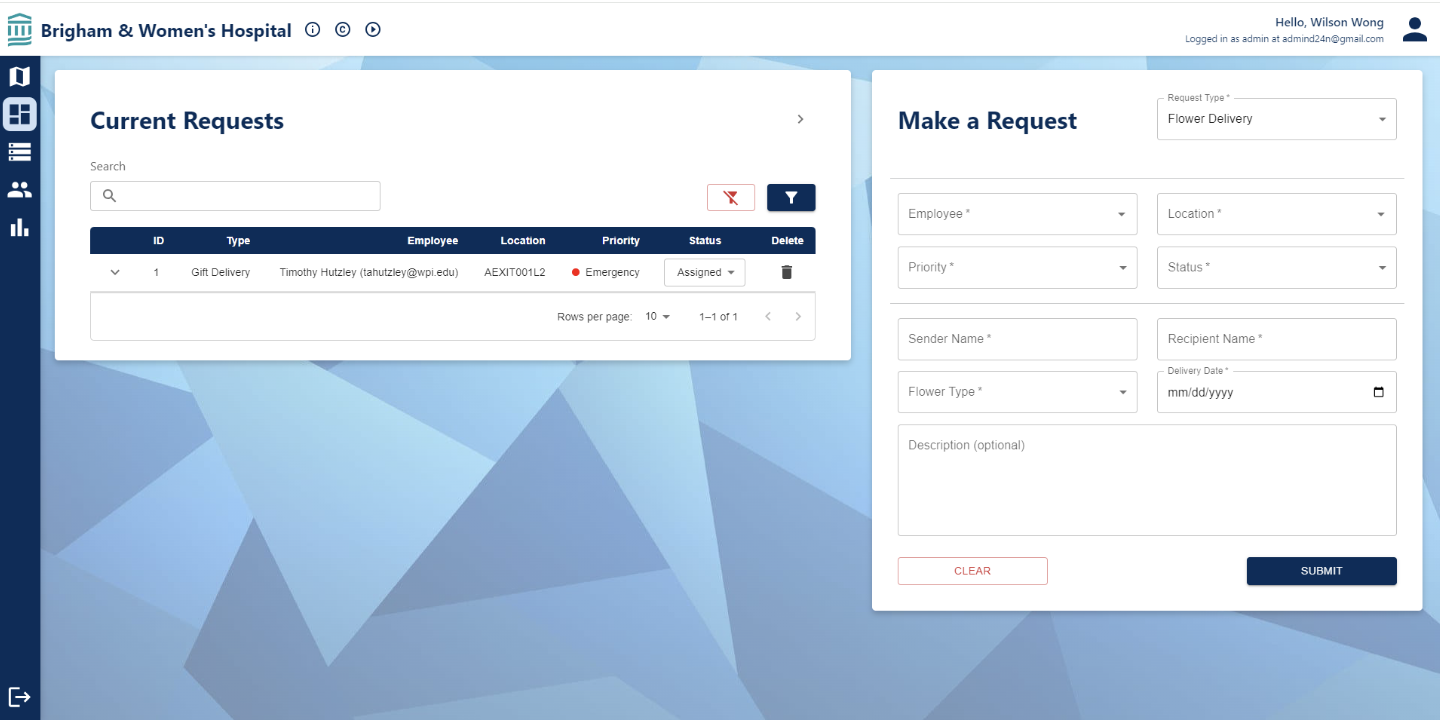 Brigham & Women's Hospital
Hello, Wilson Wong
Logged in as admin at admind24n@gmail.com
Current Requests
Search
ID Type Employee Location Priority Status Delete
1 Gift Delivery Timothy Hutzley (tahutzley@wpi.edu) AEXIT001L2 Emergency Assigned
Rows per page: 10 1–1 of 1
Make a Request
Request Type *
Flower Delivery
Employee * Location *
Priority * Status *
Sender Name * Recipient Name *
Delivery Date *
Flower Type * mm/dd/yyyy
Description (optional)
CLEAR SUBMIT